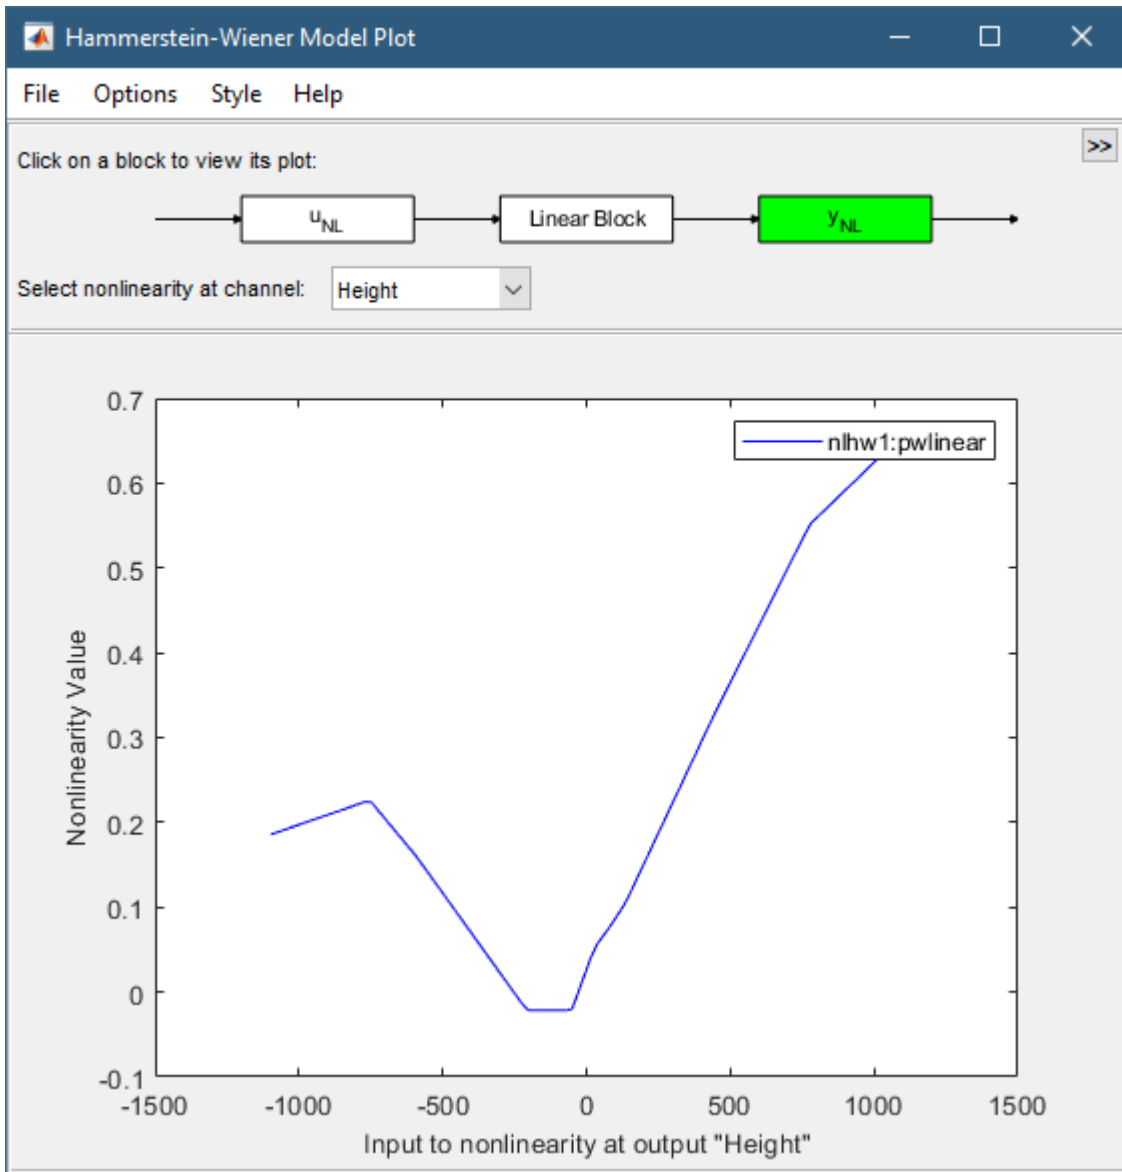 Hammerstein-Wiener Model Plot
File Options Style Help
Click on a block to view its plot:
>>
uNL Linear Block yNL
Select nonlinearity at channel: Height
0.7
0.6
0.5
0.4
0.3
0.2
0.1
0
-0.1
Nonlinearity Value
nlhw1:pwlinear
-1500 -1000 -500 0 500 1000 1500
Input to nonlinearity at output "Height"